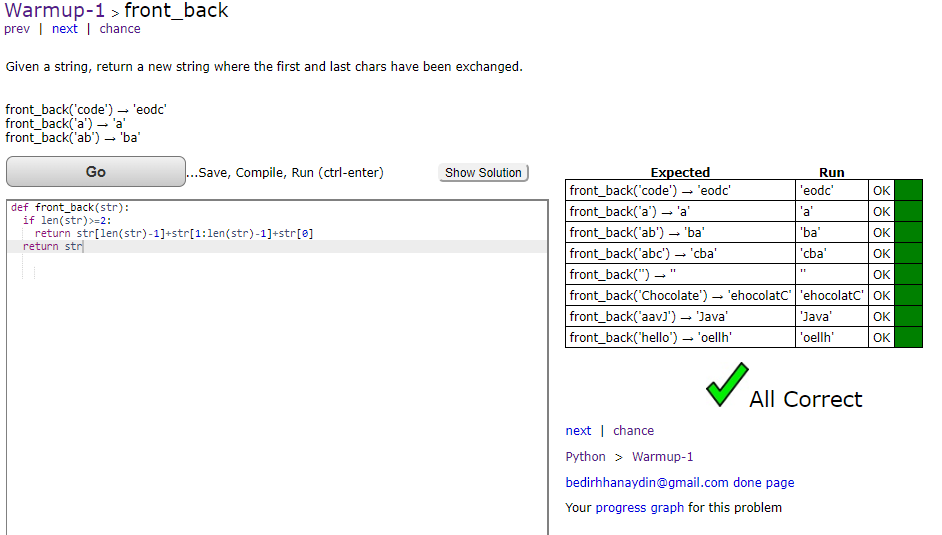 Warmup-1 > front_back
prev | next | chance
Given a string, return a new string where the first and last chars have been exchanged.
front_back('code') → 'eodc'
front_back('a') → 'a'
front_back('ab') → 'ba'
Go
...Save, Compile, Run (ctrl-enter)
Show Solution
def front_back(str):
  if len(str)>=2:
    return str[len(str)-1]+str[1:len(str)-1]+str[0]
  return str
Expected Run
front_back('code') → 'eodc' 'eodc' OK
front_back('a') → 'a' 'a' OK
front_back('ab') → 'ba' 'ba' OK
front_back('abc') → 'cba' 'cba' OK
front_back('') → '' '' OK
front_back('Chocolate') → 'ehocolatC' 'ehocolatC' OK
front_back('aavJ') → 'Java' 'Java' OK
front_back('hello') → 'oellh' 'oellh' OK
All Correct
next | chance
Python > Warmup-1
bedirhhanaydin@gmail.com done page
Your progress graph for this problem